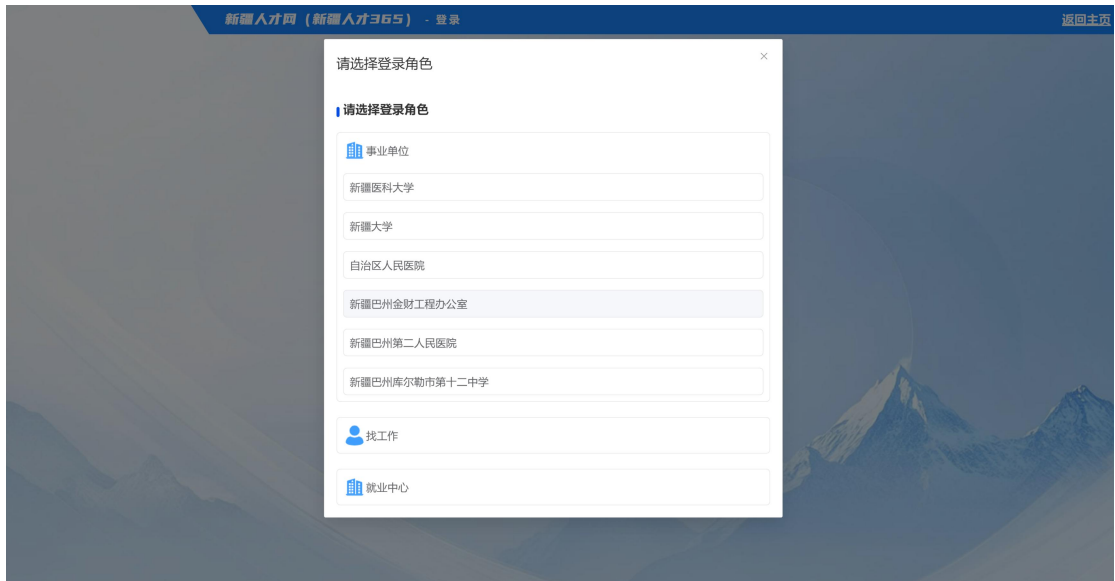 新疆人才网（新疆人才365） - 登录
返回主页
请选择登录角色
请选择登录角色
事业单位
新疆医科大学
新疆大学
自治区人民医院
新疆巴州金财工程办公室
新疆巴州第二人民医院
新疆巴州库尔勒市第十二中学
找工作
就业中心